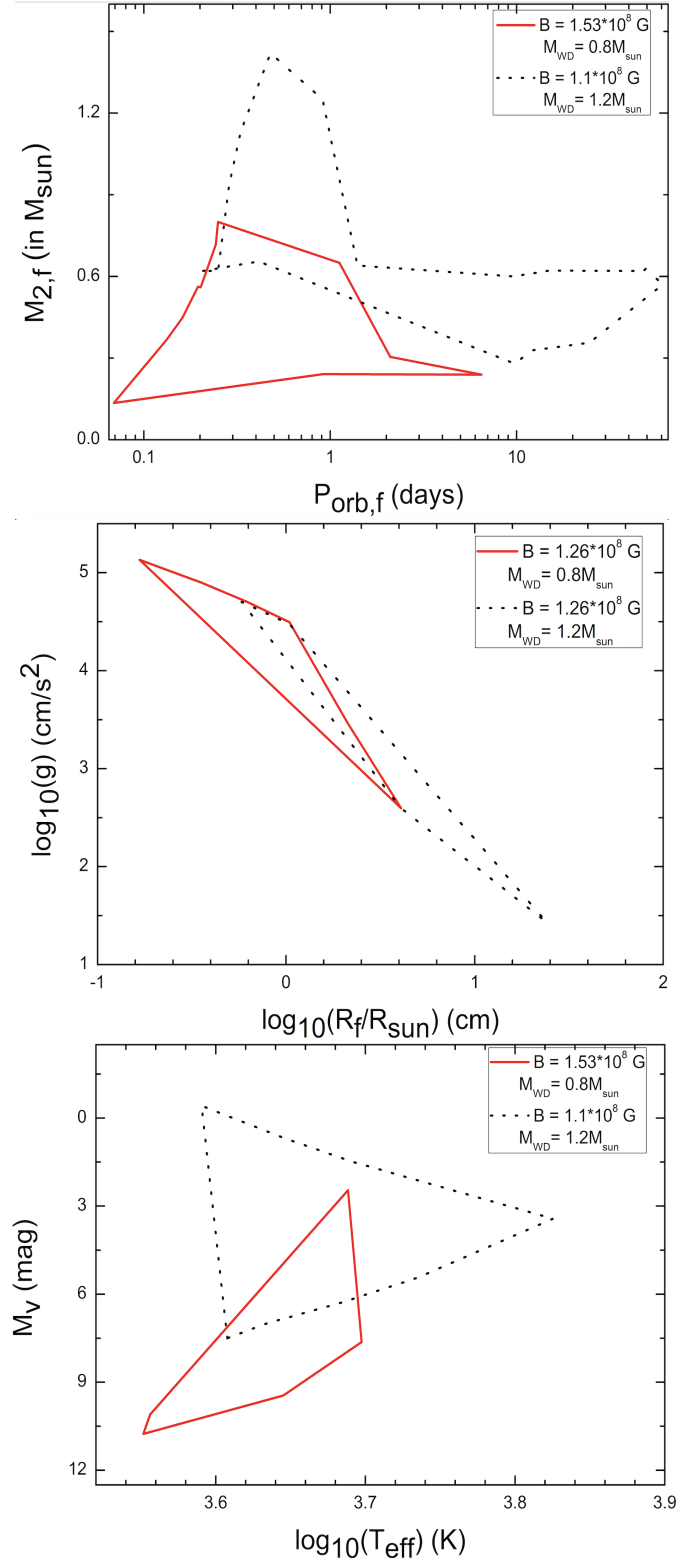 B = 1.53*10^8 G
M_WD= 0.8M_sun
B = 1.1*10^8 G
M_WD= 1.2M_sun
1.2
0.6
0.0
M_2,f (in M_sun)
0.1 1 10
P_orb,f (days)
B = 1.26*10^8 G
M_WD= 0.8M_sun
B = 1.26*10^8 G
M_WD= 1.2M_sun
5
4
3
2
1
log_10(g) (cm/s^2)
-1 0 1 2
log_10(R_f/R_sun) (cm)
B = 1.53*10^8 G
M_WD= 0.8M_sun
B = 1.1*10^8 G
M_WD= 1.2M_sun
0
3
6
9
12
M_v (mag)
3.6 3.7 3.8 3.9
log_10(T_eff) (K)